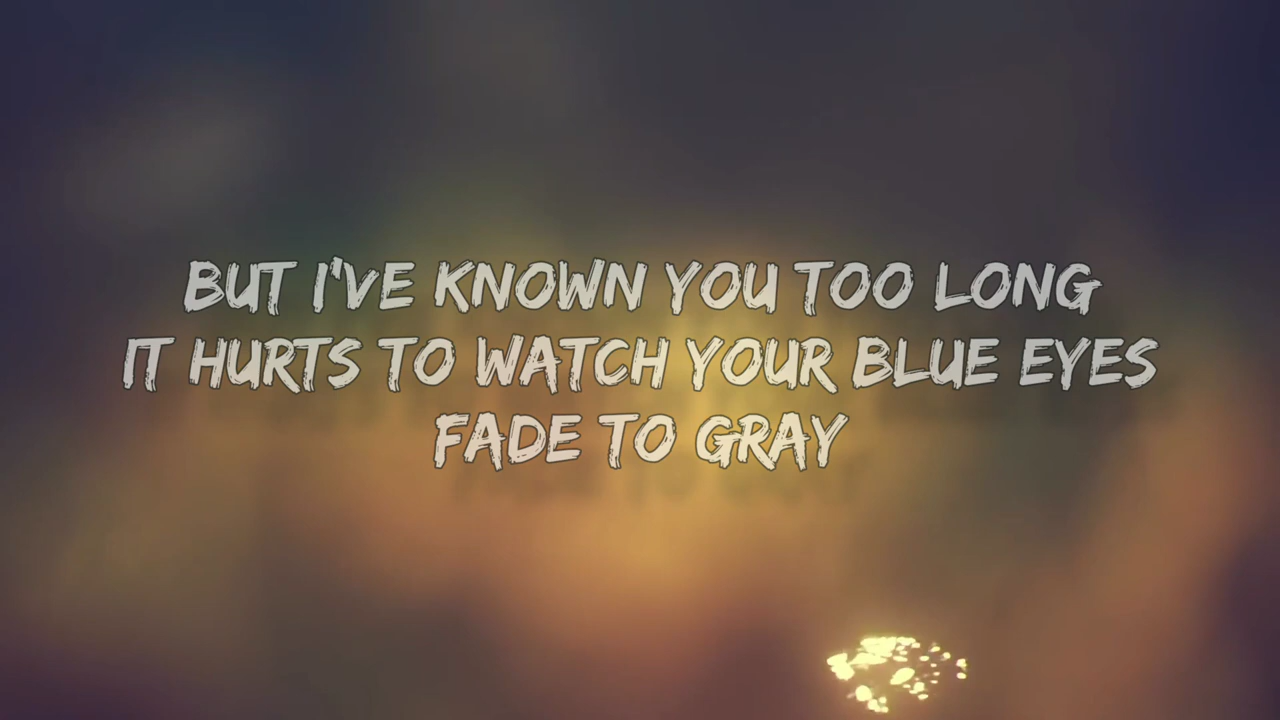 BUT I'VE KNOWN YOU TOO LONG
IT HURTS TO WATCH YOUR BLUE EYES
FADE TO GRAY